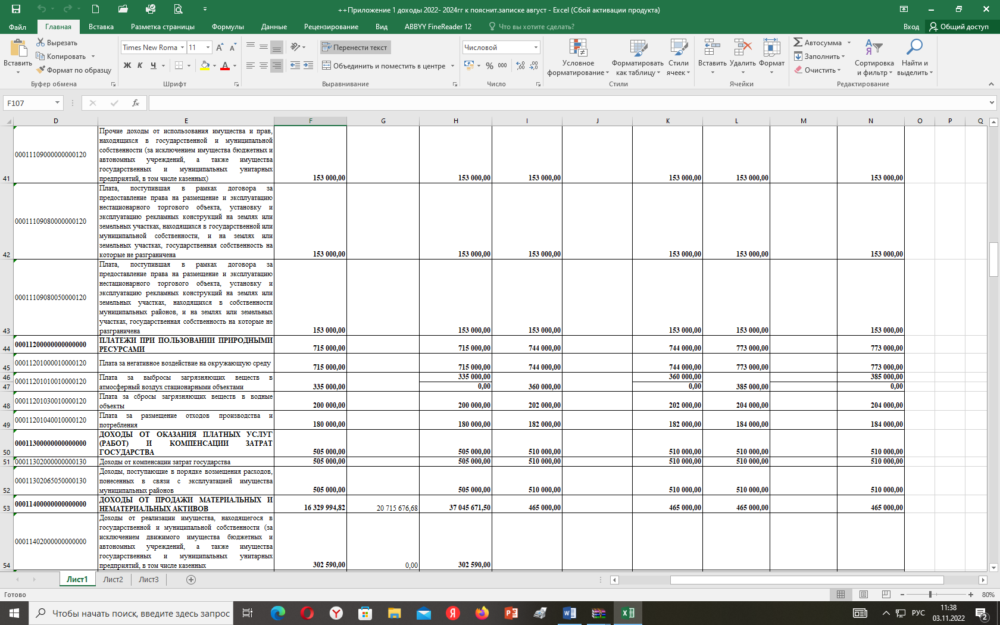 ++Приложение 1 доходы 2022- 2024гг к пояснит.записке август - Excel (Сбой активации продукта)
Файл Главная Вставка Разметка страницы Формулы Данные Рецензирование Вид ABBYY FineReader 12 Что вы хотите сделать? Вход Общий доступ
Вставить
Вырезать
Копировать
Формат по образцу
Буфер обмена
Times New Roma 11
Ж К Ч
Шрифт
Перенести текст
Объединить и поместить в центре
Выравнивание
Числовой
% 000
Число
Условное форматирование
Форматировать как таблицу
Стили ячеек
Стили
Вставить Удалить Формат
Ячейки
Автосумма
Заполнить
Очистить
Сортировка и фильтр
Найти и выделить
Редактирование
F107 fx
D E F G H I J K L M N O P Q
41 00011109000000000120
Прочие доходы от использования имущества и прав,
находящихся в государственной и муниципальной
собственности (за исключением имущества бюджетных и
автономных учреждений, а также имущества
государственных и муниципальных унитарных
предприятий, в том числе казенных)
153 000,00 153 000,00 153 000,00 153 000,00 153 000,00 153 000,00
42 00011109080000000120
Плата, поступившая в рамках договора за
предоставление права на размещение и эксплуатацию
нестационарного торгового объекта, установку и
эксплуатацию рекламных конструкций на землях или
земельных участках, находящихся в государственной или
муниципальной собственности, и на землях или
земельных участках, государственная собственность на
которые не разграничена
153 000,00 153 000,00 153 000,00 153 000,00 153 000,00 153 000,00
43 00011109080050000120
Плата, поступившая в рамках договора за
предоставление права на размещение и эксплуатацию
нестационарного торгового объекта, установку и
эксплуатацию рекламных конструкций на землях или
земельных участках, находящихся в собственности
муниципальных районов, и на землях или земельных
участках, государственная собственность на которые не
разграничена
153 000,00 153 000,00 153 000,00 153 000,00 153 000,00 153 000,00
44 00011200000000000000
ПЛАТЕЖИ ПРИ ПОЛЬЗОВАНИИ ПРИРОДНЫМИ
РЕСУРСАМИ
715 000,00 715 000,00 744 000,00 744 000,00 773 000,00 773 000,00
45 00011201000010000120
Плата за негативное воздействие на окружающую среду
715 000,00 715 000,00 744 000,00 744 000,00 773 000,00 773 000,00
46 335 000,00 360 000,00 385 000,00
00011201010010000120
Плата за выбросы загрязняющих веществ в
атмосферный воздух стационарными объектами
47 335 000,00 0,00 360 000,00 0,00 385 000,00 0,00
48 00011201030010000120
Плата за сбросы загрязняющих веществ в водные
объекты
200 000,00 200 000,00 202 000,00 202 000,00 204 000,00 204 000,00
49 00011201040010000120
Плата за размещение отходов производства и
потребления
180 000,00 180 000,00 182 000,00 182 000,00 184 000,00 184 000,00
50 00011300000000000000
ДОХОДЫ ОТ ОКАЗАНИЯ ПЛАТНЫХ УСЛУГ
(РАБОТ) И КОМПЕНСАЦИИ ЗАТРАТ
ГОСУДАРСТВА
505 000,00 505 000,00 510 000,00 510 000,00 510 000,00 510 000,00
51 00011302000000000130 Доходы от компенсации затрат государства 505 000,00 505 000,00 510 000,00 510 000,00 510 000,00 510 000,00
52 00011302065050000130
Доходы, поступающие в порядке возмещения расходов,
понесенных в связи с эксплуатацией имущества
муниципальных районов
505 000,00 505 000,00 510 000,00 510 000,00 510 000,00 510 000,00
53 00011400000000000000
ДОХОДЫ ОТ ПРОДАЖИ МАТЕРИАЛЬНЫХ И
НЕМАТЕРИАЛЬНЫХ АКТИВОВ
16 329 994,82 20 715 676,68 37 045 671,50 465 000,00 465 000,00 465 000,00 465 000,00
54 00011402000000000000
Доходы от реализации имущества, находящегося в
государственной и муниципальной собственности (за
исключением движимого имущества бюджетных и
автономных учреждений, а также имущества
государственных и муниципальных унитарных
предприятий, в том числе казенных
302 590,00 0,00 302 590,00
Лист1 Лист2 Лист3
Готово 80%
Чтобы начать поиск, введите здесь запрос
РУС
11:38
03.11.2022
2